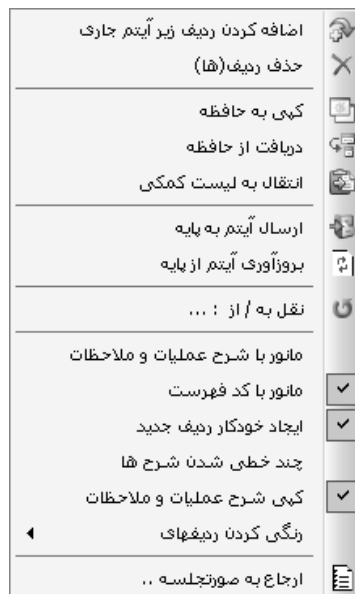 اضافه کردن ردیف زیر آیتم جاری
حذف ردیف(ها)
کپی به حافظه
دریافت از حافظه
انتقال به لیست کمکی
ارسال آیتم به پایه
بروزآوری آیتم از پایه
نقل به / از : ...
مانور با شرح عملیات و ملاحظات
مانور با کد فهرست
ایجاد خودکار ردیف جدید
چند خطی شدن شرح ها
کپی شرح عملیات و ملاحظات
رنگی کردن ردیفهای
ارجاع به صورتجلسه ..